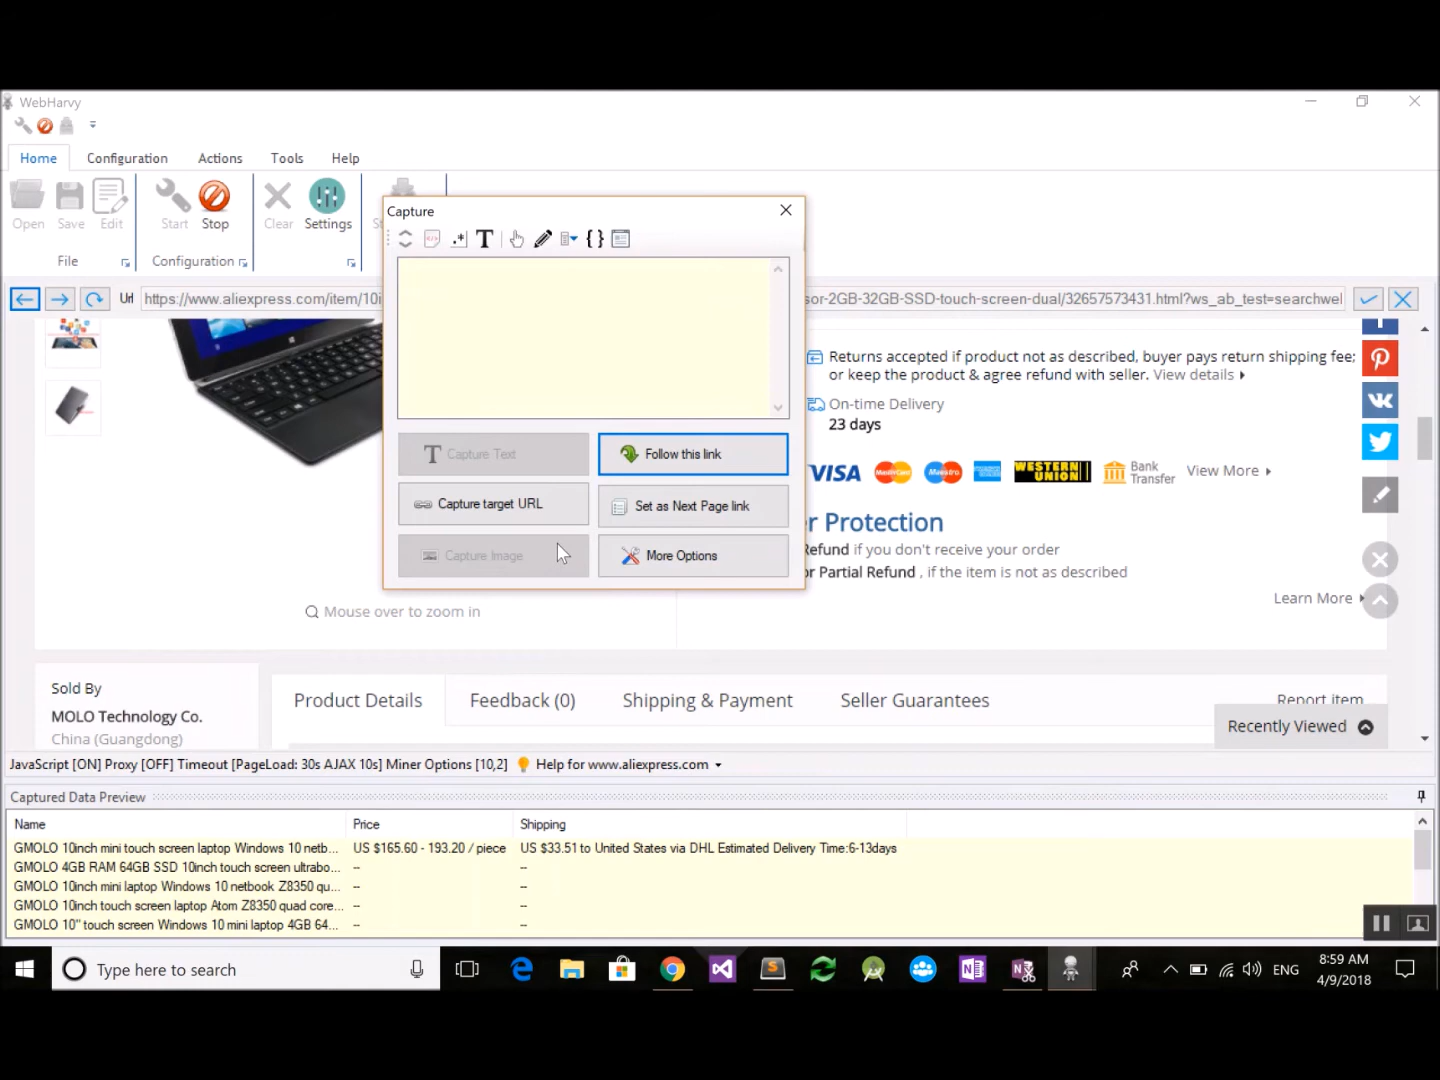 WebHarvy
Home Configuration Actions Tools Help
Open Save Edit Start Stop Clear Settings
File Configuration
Capture
.* T { }
Url https://www.aliexpress.com/item/10i sor-2GB-32GB-SSD-touch-screen-dual/32657573431.html?ws_ab_test=searchwel
Returns accepted if product not as described, buyer pays return shipping fee;
or keep the product & agree refund with seller. View details
On-time Delivery
23 days
T Capture Text Follow this link
VISA MasterCard Maestro WESTERN UNION Bank Transfer View More
Capture target URL Set as Next Page link
r Protection
Refund if you don't receive your order
Capture Image More Options
or Partial Refund , if the item is not as described
Learn More
Mouse over to zoom in
Sold By
MOLO Technology Co.
China (Guangdong)
Product Details Feedback (0) Shipping & Payment Seller Guarantees Report item
Recently Viewed
JavaScript [ON] Proxy [OFF] Timeout [PageLoad: 30s AJAX 10s] Miner Options [10,2] Help for www.aliexpress.com
Captured Data Preview
Name Price Shipping
GMOLO 10inch mini touch screen laptop Windows 10 netb... US $165.60 - 193.20 / piece US $33.51 to United States via DHL Estimated Delivery Time:6-13days
GMOLO 4GB RAM 64GB SSD 10inch touch screen ultrabo... -- --
GMOLO 10inch mini laptop Windows 10 netbook Z8350 qu... -- --
GMOLO 10inch touch screen laptop Atom Z8350 quad core... -- --
GMOLO 10" touch screen Windows 10 mini laptop 4GB 64... -- --
Type here to search ENG 8:59 AM
4/9/2018